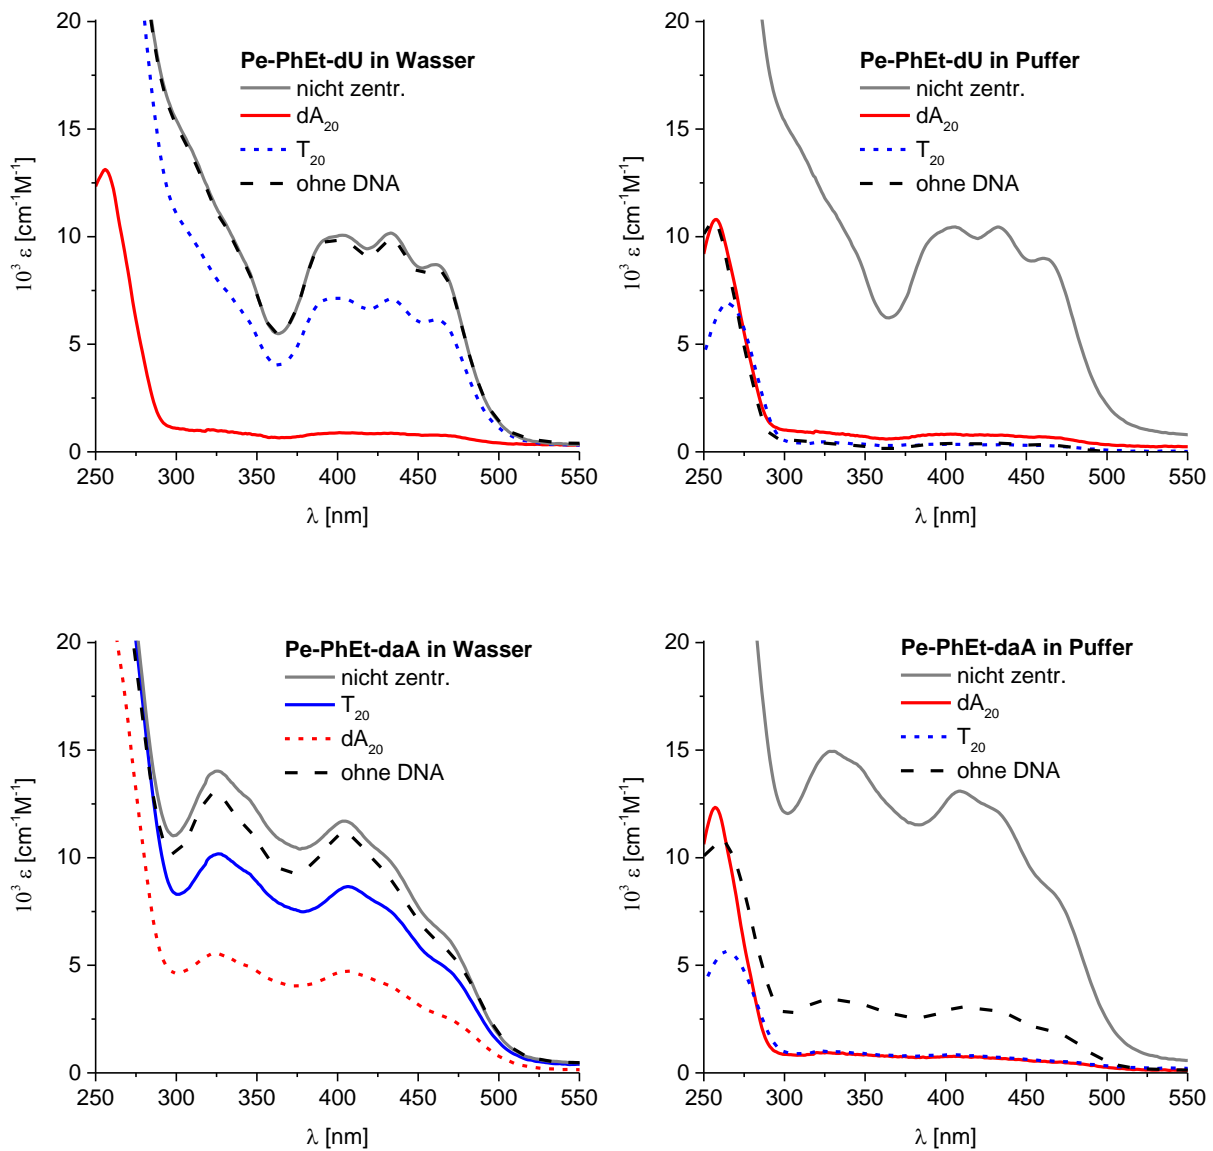 Pe-PhEt-dU in Wasser
nicht zentr.
dA20
T20
ohne DNA
10³ ε [cm⁻¹M⁻¹]
20
15
10
5
0
250 300 350 400 450 500 550
λ [nm]
Pe-PhEt-dU in Puffer
nicht zentr.
dA20
T20
ohne DNA
10³ ε [cm⁻¹M⁻¹]
20
15
10
5
0
250 300 350 400 450 500 550
λ [nm]
Pe-PhEt-daA in Wasser
nicht zentr.
T20
dA20
ohne DNA
10³ ε [cm⁻¹M⁻¹]
20
15
10
5
0
250 300 350 400 450 500 550
λ [nm]
Pe-PhEt-daA in Puffer
nicht zentr.
dA20
T20
ohne DNA
10³ ε [cm⁻¹M⁻¹]
20
15
10
5
0
250 300 350 400 450 500 550
λ [nm]